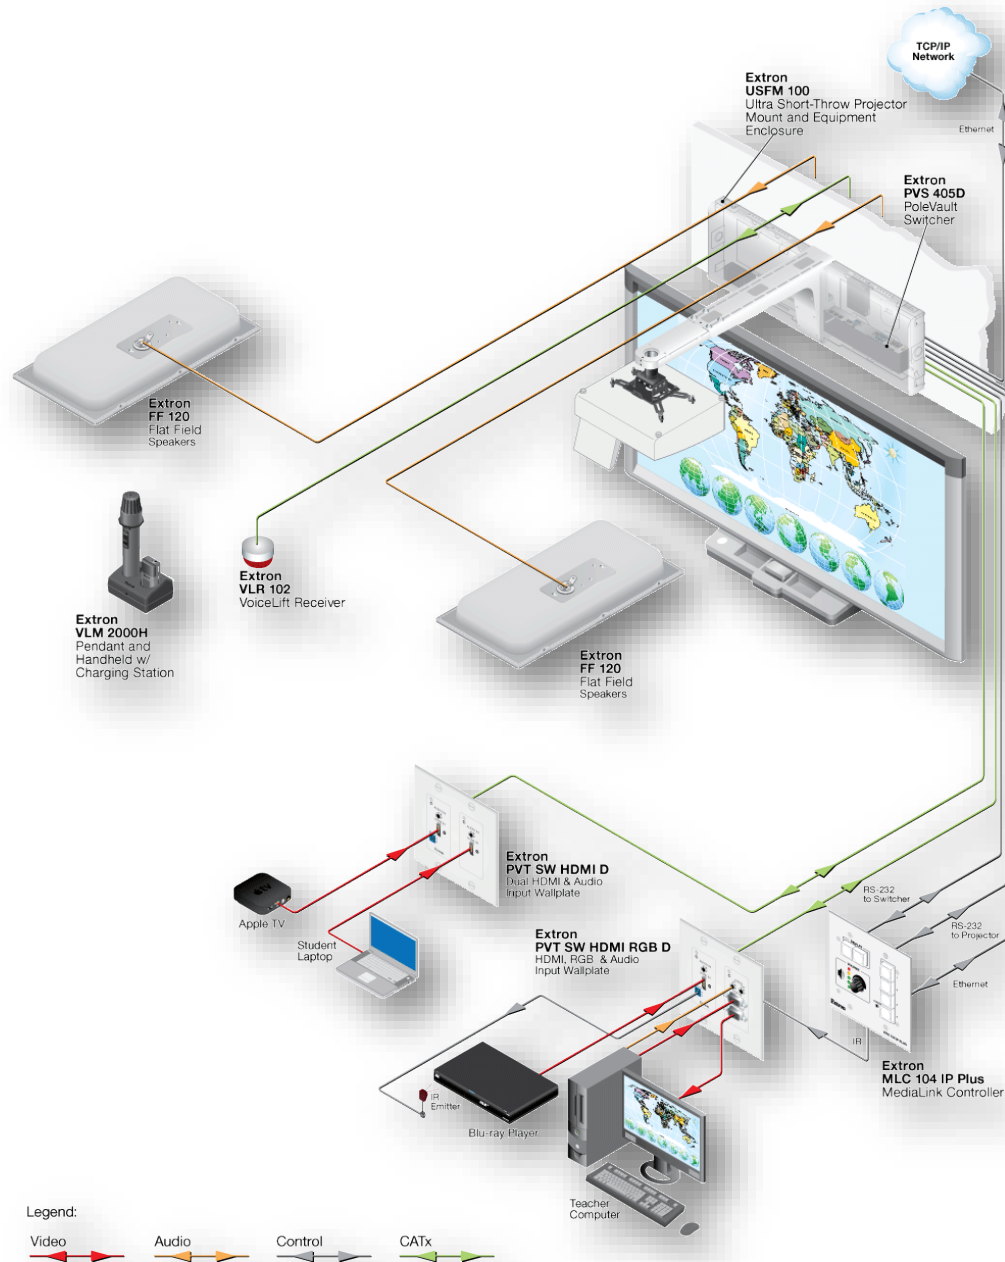 TCP/IP
Network
Ethernet
Extron
USFM 100
Ultra Short-Throw Projector
Mount and Equipment
Enclosure
Extron
PVS 405D
PoleVault
Switcher
Extron
FF 120
Flat Field
Speakers
Extron
VLR 102
VoiceLift Receiver
Extron
VLM 2000H
Pendant and
Handheld w/
Charging Station
Extron
FF 120
Flat Field
Speakers
Extron
PVT SW HDMI D
Dual HDMI & Audio
Input Wallplate
Apple TV
Student
Laptop
Extron
PVT SW HDMI RGB D
HDMI, RGB & Audio
Input Wallplate
RS-232
to Switcher
RS-232
to Projector
Ethernet
IR
Extron
MLC 104 IP Plus
MediaLink Controller
IR
Emitter
Blu-ray Player
Teacher
Computer
Legend:
Video
Audio
Control
CATx